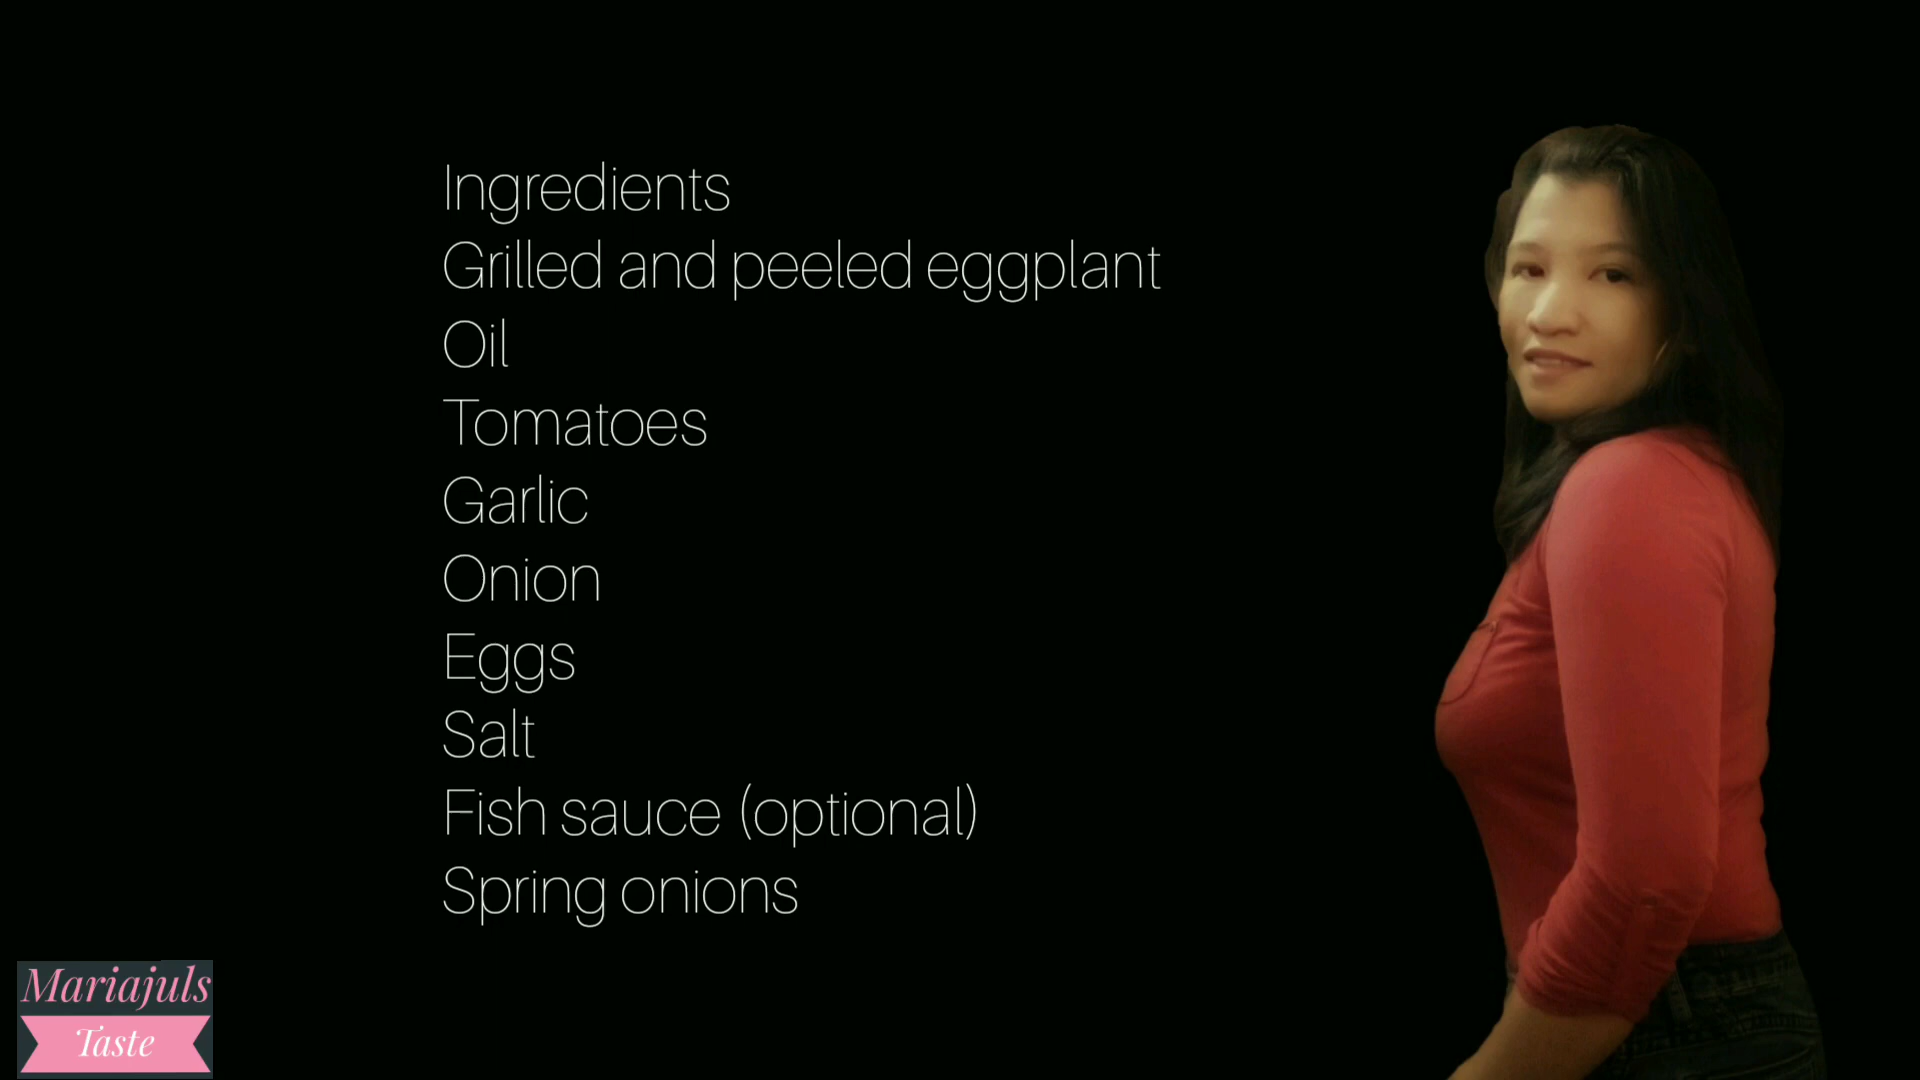 Ingredients
Grilled and peeled eggplant
Oil
Tomatoes
Garlic
Onion
Eggs
Salt
Fish sauce (optional)
Spring onions
Mariajuls
Taste